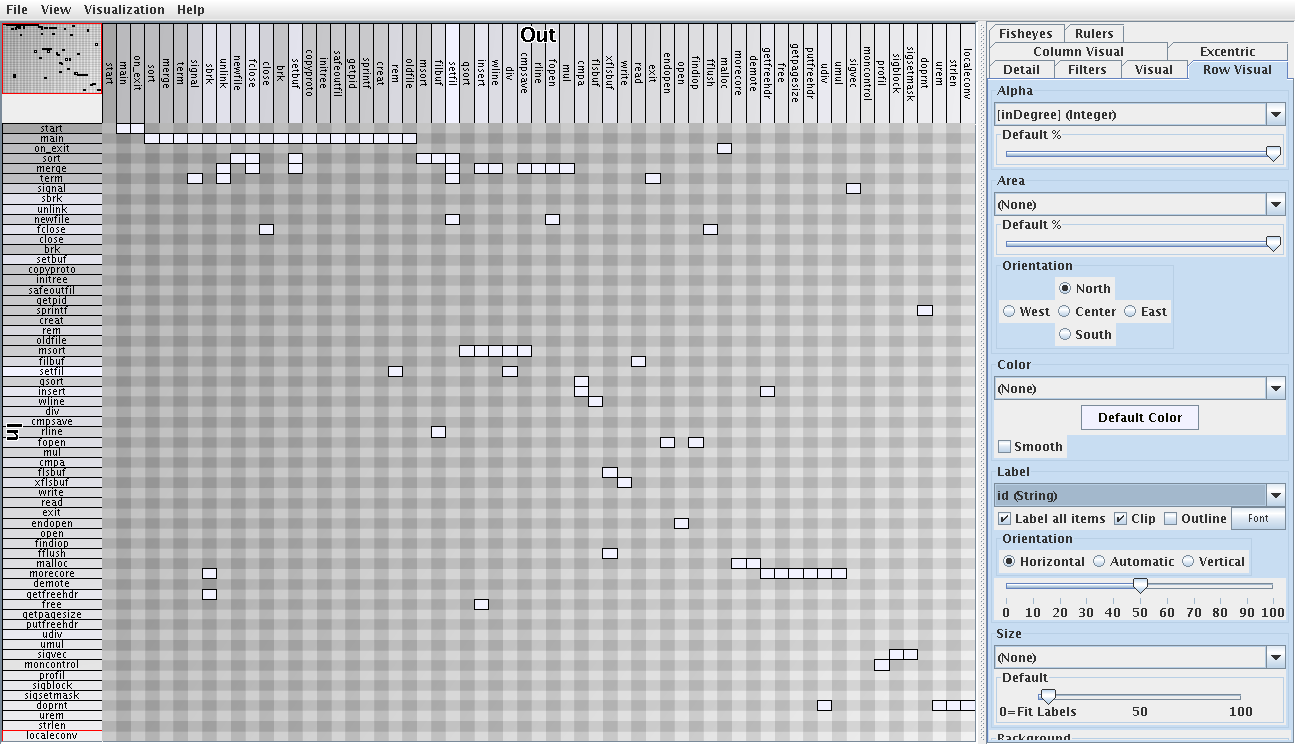 File View Visualization Help
Out
start
main
on_exit
sort
merge
term
signal
sbrk
unlink
newfile
fclose
close
brk
setbuf
copyproto
initree
safeoutfil
getpid
sprintf
creat
rem
oldfile
msort
filbuf
setfil
qsort
insert
wline
div
cmpsave
rline
fopen
mul
cmpa
flsbuf
xflsbuf
write
read
exit
endopen
open
findiop
fflush
malloc
morecore
demote
getfreehdr
free
getpagesize
putfreehdr
udiv
umul
sigvec
moncontrol
profil
sigblock
sigsetmask
doprnt
urem
strlen
localeconv
In
start
main
on_exit
sort
merge
term
signal
sbrk
unlink
newfile
fclose
close
brk
setbuf
copyproto
initree
safeoutfil
getpid
sprintf
creat
rem
oldfile
msort
filbuf
setfil
qsort
insert
wline
div
cmpsave
rline
fopen
mul
cmpa
flsbuf
xflsbuf
write
read
exit
endopen
open
findiop
fflush
malloc
morecore
demote
getfreehdr
free
getpagesize
putfreehdr
udiv
umul
sigvec
moncontrol
profil
sigblock
sigsetmask
doprnt
urem
strlen
localeconv
Fisheyes Rulers
Column Visual Excentric
Detail Filters Visual Row Visual
Alpha
[inDegree] (Integer)
Default %
Area
(None)
Default %
Orientation
North
West Center East
South
Color
(None)
Default Color
Smooth
Label
id (String)
Label all items Clip Outline Font
Orientation
Horizontal Automatic Vertical
0 10 20 30 40 50 60 70 80 90 100
Size
(None)
Default
0=Fit Labels 50 100
Background